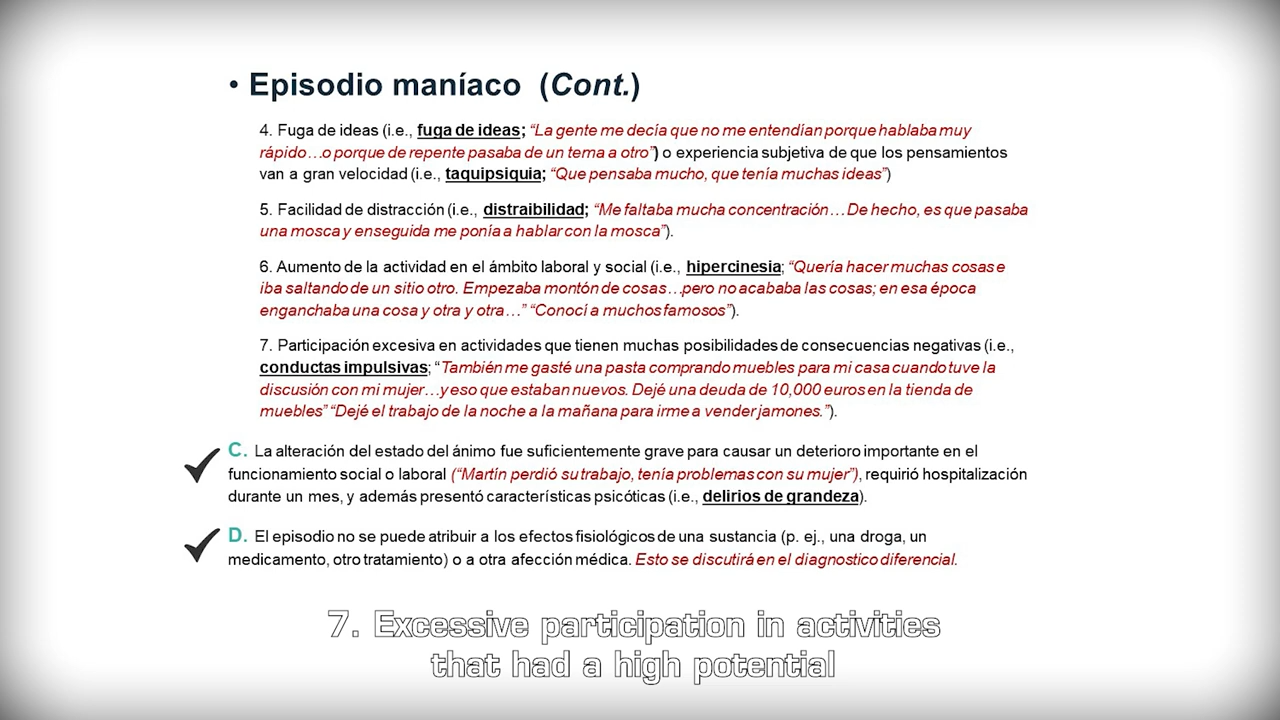 • Episodio maníaco (Cont.)
4. Fuga de ideas (i.e., fuga de ideas; “La gente me decía que no me entendían porque hablaba muy
rápido…o porque de repente pasaba de un tema a otro”) o experiencia subjetiva de que los pensamientos
van a gran velocidad (i.e., taquipsiquia; “Que pensaba mucho, que tenía muchas ideas”)
5. Facilidad de distracción (i.e., distraibilidad; “Me faltaba mucha concentración…De hecho, es que pasaba
una mosca y enseguida me ponía a hablar con la mosca”).
6. Aumento de la actividad en el ámbito laboral y social (i.e., hipercinesia; “Quería hacer muchas cosas e
iba saltando de un sitio otro. Empezaba montón de cosas…pero no acababa las cosas; en esa época
enganchaba una cosa y otra y otra…” “Conocí a muchos famosos”).
7. Participación excesiva en actividades que tienen muchas posibilidades de consecuencias negativas (i.e.,
conductas impulsivas; “También me gasté una pasta comprando muebles para mi casa cuando tuve la
discusión con mi mujer…y eso que estaban nuevos. Dejé una deuda de 10,000 euros en la tienda de
muebles” “Dejé el trabajo de la noche a la mañana para irme a vender jamones.”).
C. La alteración del estado del ánimo fue suficientemente grave para causar un deterioro importante en el
funcionamiento social o laboral (“Martín perdió su trabajo, tenía problemas con su mujer”), requirió hospitalización
durante un mes, y además presentó características psicóticas (i.e., delirios de grandeza).
D. El episodio no se puede atribuir a los efectos fisiológicos de una sustancia (p. ej., una droga, un
medicamento, otro tratamiento) o a otra afección médica. Esto se discutirá en el diagnostico diferencial.
7. Excessive participation in activities
that had a high potential